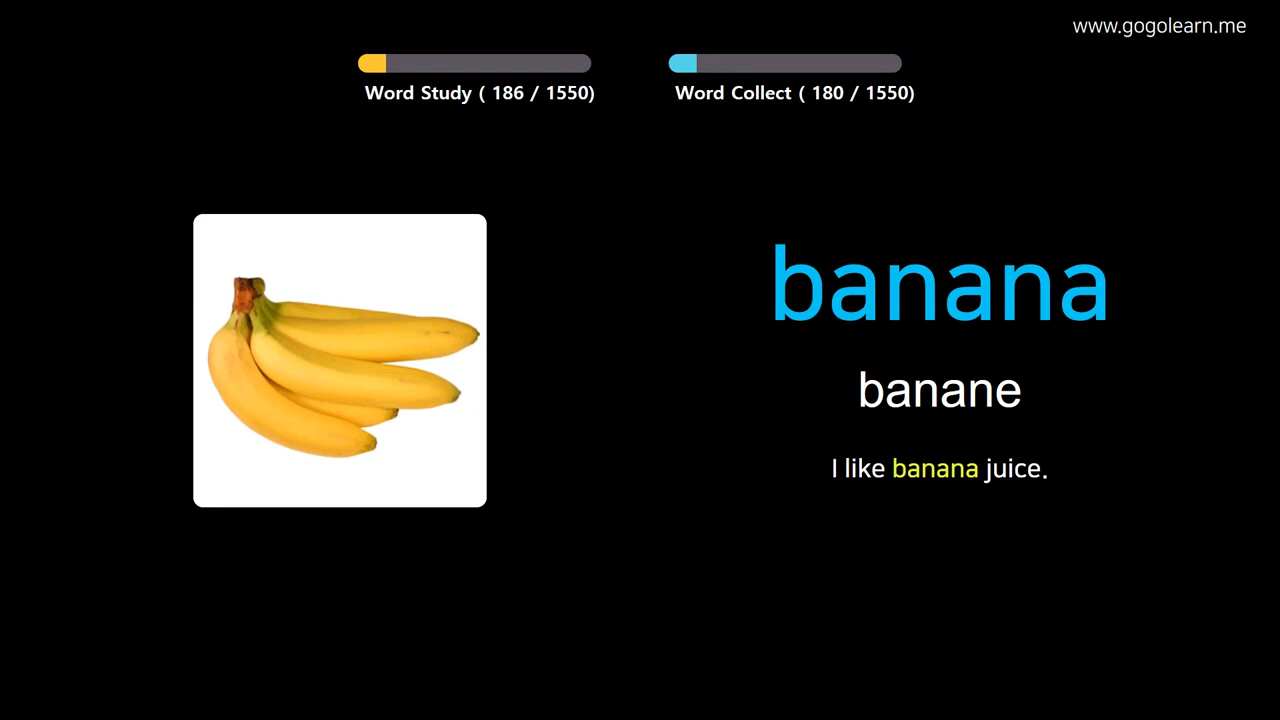 www.gogolearn.me
Word Study ( 186 / 1550)
Word Collect ( 180 / 1550)
banana
banane
I like banana juice.